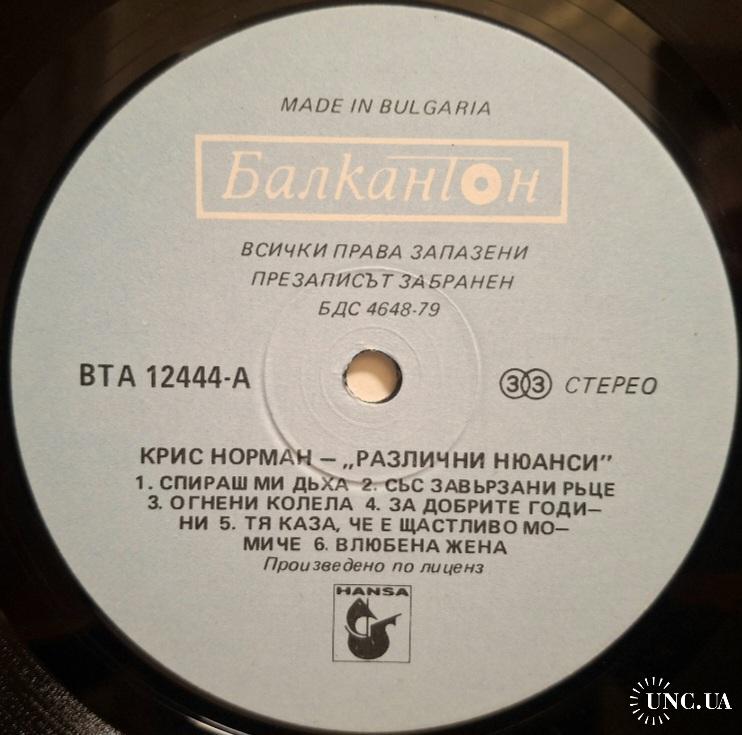 MADE IN BULGARIA
Балкантон
ВСИЧКИ ПРАВА ЗАПАЗЕНИ
ПРЕЗАПИСЪТ ЗАБРАНЕН
БДС 4648-79
ВТА 12444-А
33 СТЕРЕО
КРИС НОРМАН – „РАЗЛИЧНИ НЮАНСИ”
1. СПИРАШ МИ ДЪХА 2. СЪС ЗАВЪРЗАНИ РЪЦЕ
3. ОГНЕНИ КОЛЕЛА 4. ЗА ДОБРИТЕ ГОДИ–
НИ 5. ТЯ КАЗА, ЧЕ Е ЩАСТЛИВО МО–
МИЧЕ 6. ВЛЮБЕНА ЖЕНА
Произведено по лиценз
HANSA
UNC.UA